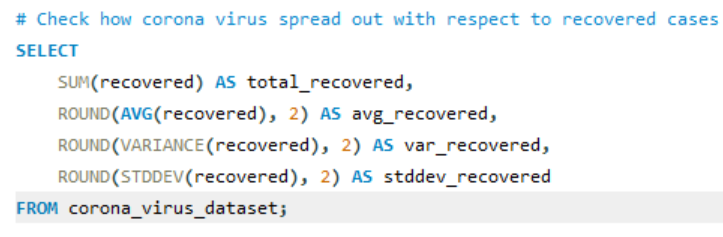 # Check how corona virus spread out with respect to recovered cases
SELECT
    SUM(recovered) AS total_recovered,
    ROUND(AVG(recovered), 2) AS avg_recovered,
    ROUND(VARIANCE(recovered), 2) AS var_recovered,
    ROUND(STDDEV(recovered), 2) AS stddev_recovered
FROM corona_virus_dataset;